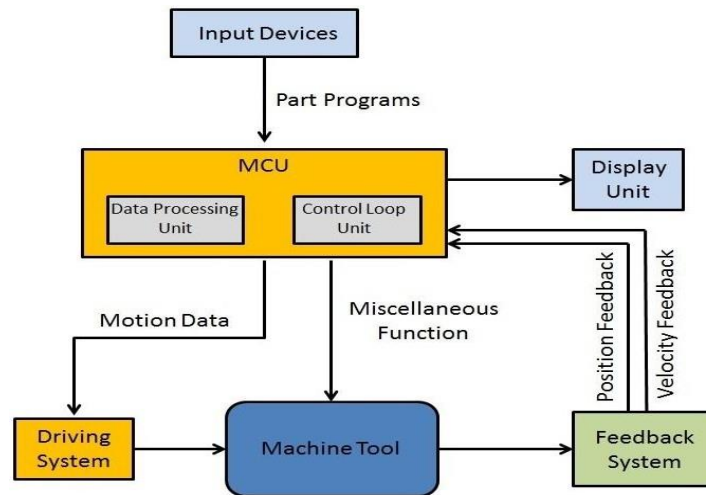 Input Devices
Part Programs
MCU
Data Processing
Unit
Control Loop
Unit
Display
Unit
Motion Data
Miscellaneous
Function
Position Feedback
Velocity Feedback
Driving
System
Machine Tool
Feedback
System